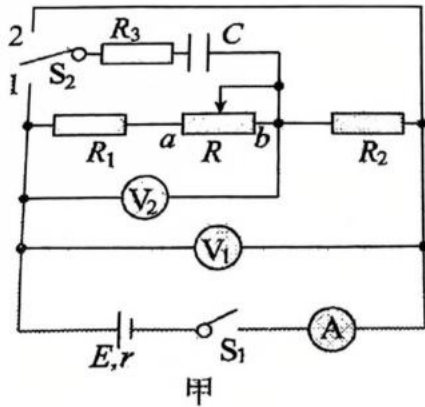 2
R₃
C
1
S₂
R₁
a
R
b
R₂
V₂
V₁
E,r
S₁
A
甲